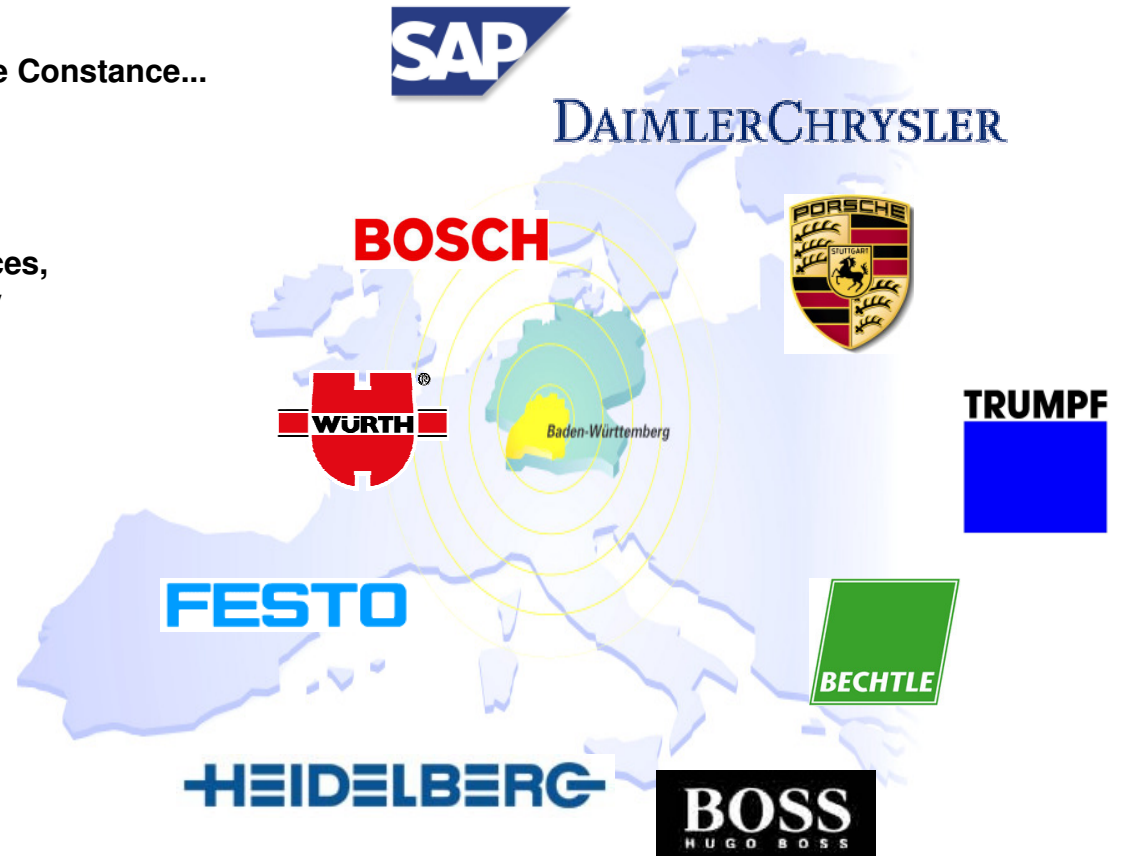 SAP
e Constance...
DAIMLERCHRYSLER
PORSCHE
STUTTGART
BOSCH
ces,
WÜRTH
®
TRUMPF
Baden-Württemberg
FESTO
BECHTLE
HEIDELBERG
BOSS
HUGO BOSS